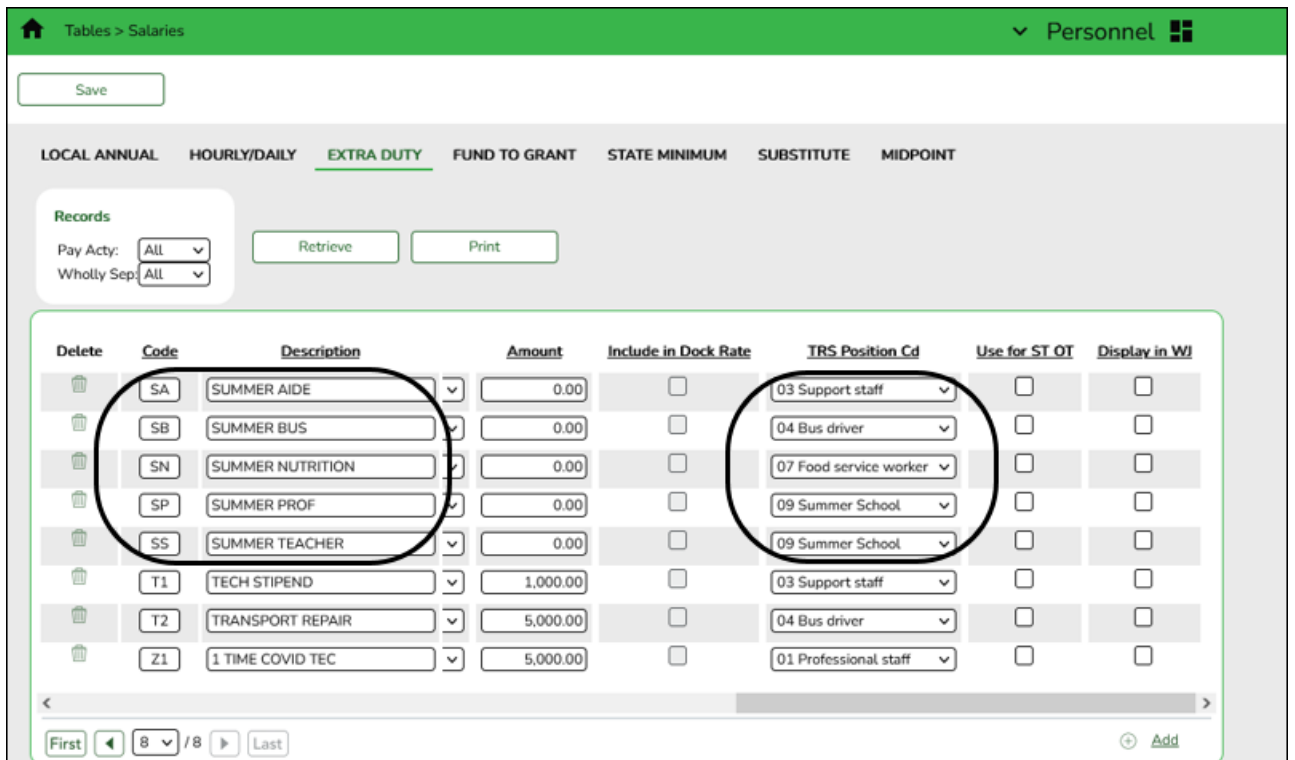 Tables > Salaries Personnel
Save
LOCAL ANNUAL HOURLY/DAILY EXTRA DUTY FUND TO GRANT STATE MINIMUM SUBSTITUTE MIDPOINT
Records
Pay Acty: All Retrieve Print
Wholly Sep: All
Delete Code Description Amount Include in Dock Rate TRS Position Cd Use for ST OT Display in WJ
SA SUMMER AIDE 0.00 03 Support staff
SB SUMMER BUS 0.00 04 Bus driver
SN SUMMER NUTRITION 0.00 07 Food service worker
SP SUMMER PROF 0.00 09 Summer School
SS SUMMER TEACHER 0.00 09 Summer School
T1 TECH STIPEND 1,000.00 03 Support staff
T2 TRANSPORT REPAIR 5,000.00 04 Bus driver
Z1 1 TIME COVID TEC 5,000.00 01 Professional staff
First 8 / 8 Last Add